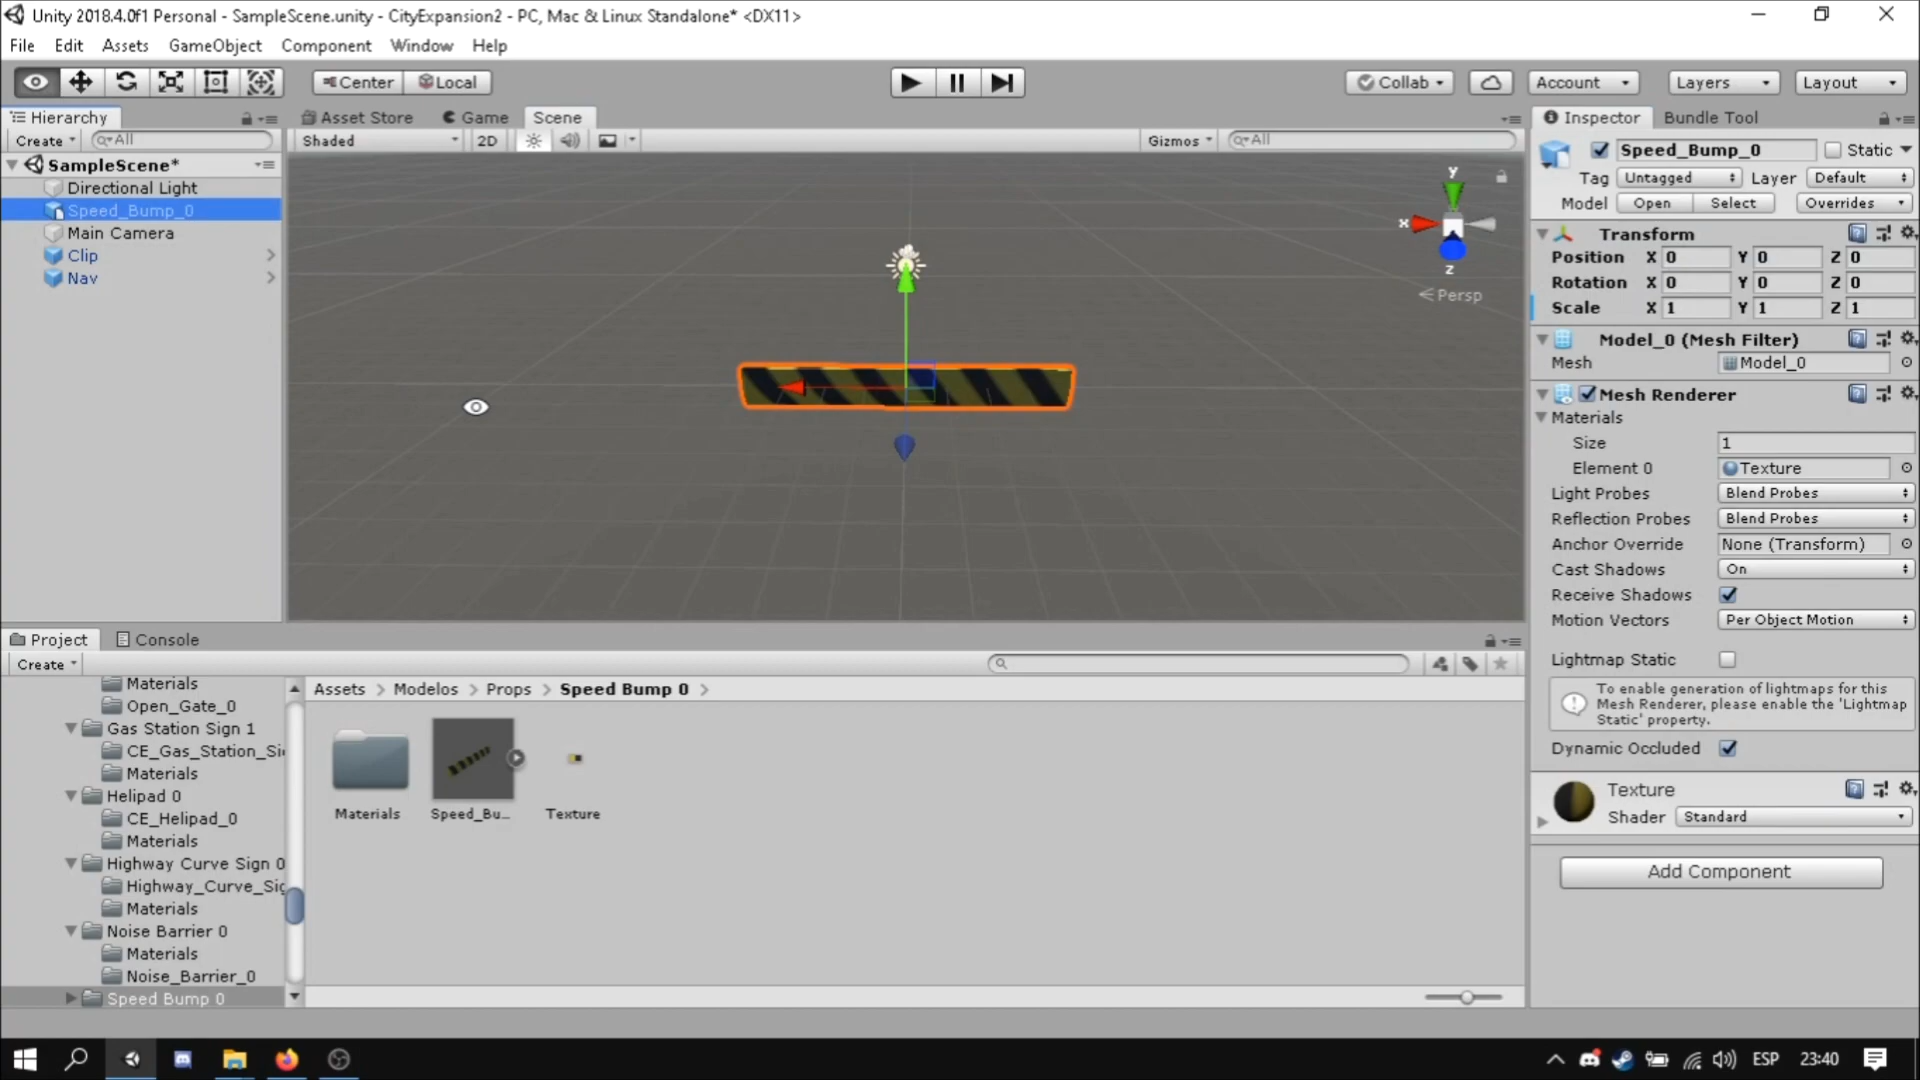 Unity 2018.4.0f1 Personal - SampleScene.unity - CityExpansion2 - PC, Mac & Linux Standalone* <DX11>
File Edit Assets GameObject Component Window Help
Center Local Collab Account Layers Layout
Hierarchy
Create All
SampleScene*
Directional Light
Speed_Bump_0
Main Camera
Clip
Nav
Asset Store Game Scene
Shaded 2D Gizmos All
y
x
z
Persp
Inspector Bundle Tool
Speed_Bump_0 Static
Tag Untagged Layer Default
Model Open Select Overrides
Transform
Position X 0 Y 0 Z 0
Rotation X 0 Y 0 Z 0
Scale X 1 Y 1 Z 1
Model_0 (Mesh Filter)
Mesh Model_0
Mesh Renderer
Materials
Size 1
Element 0 Texture
Light Probes Blend Probes
Reflection Probes Blend Probes
Anchor Override None (Transform)
Cast Shadows On
Receive Shadows
Motion Vectors Per Object Motion
Lightmap Static
To enable generation of lightmaps for this
Mesh Renderer, please enable the 'Lightmap
Static' property.
Dynamic Occluded
Texture
Shader Standard
Add Component
Project Console
Create
Materials
Open_Gate_0
Gas Station Sign 1
CE_Gas_Station_Si
Materials
Helipad 0
CE_Helipad_0
Materials
Highway Curve Sign 0
Highway_Curve_Sig
Materials
Noise Barrier 0
Materials
Noise_Barrier_0
Speed Bump 0
Assets > Modelos > Props > Speed Bump 0 >
Materials Speed_Bu... Texture
ESP 23:40